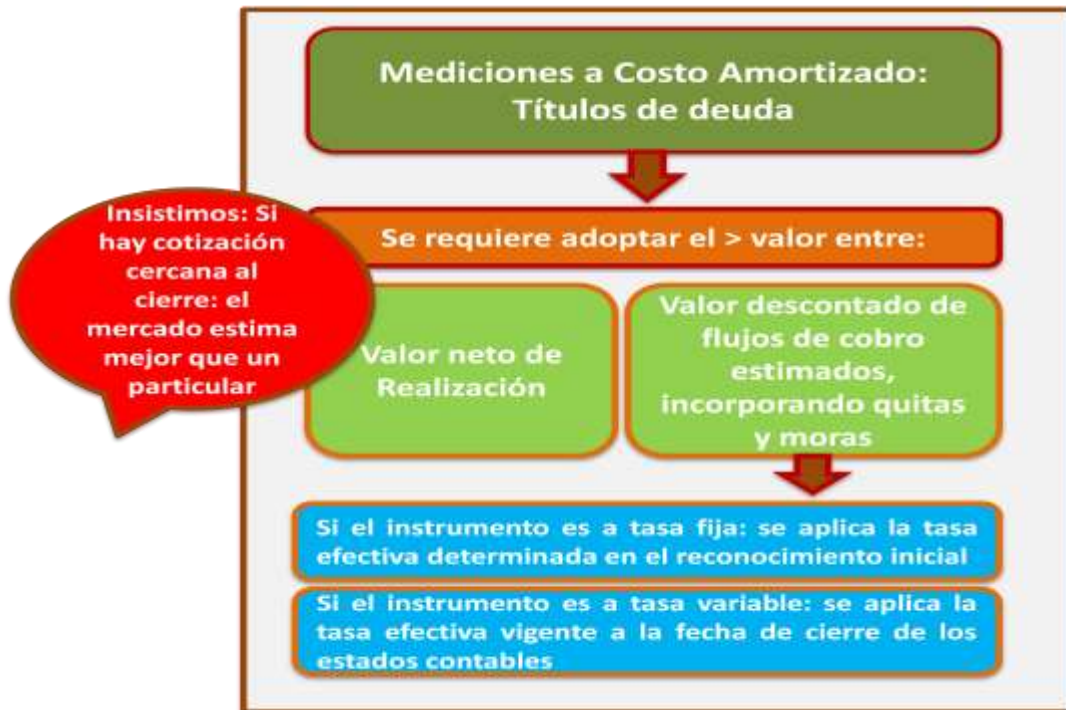 Mediciones a Costo Amortizado:
Títulos de deuda
Insistimos: Si
hay cotización
cercana al
cierre: el
mercado estima
mejor que un
particular
Se requiere adoptar el > valor entre:
Valor neto de
Realización
Valor descontado de
flujos de cobro
estimados,
incorporando quitas
y moras
Si el instrumento es a tasa fija: se aplica la tasa
efectiva determinada en el reconocimiento inicial
Si el instrumento es a tasa variable: se aplica la
tasa efectiva vigente a la fecha de cierre de los
estados contables